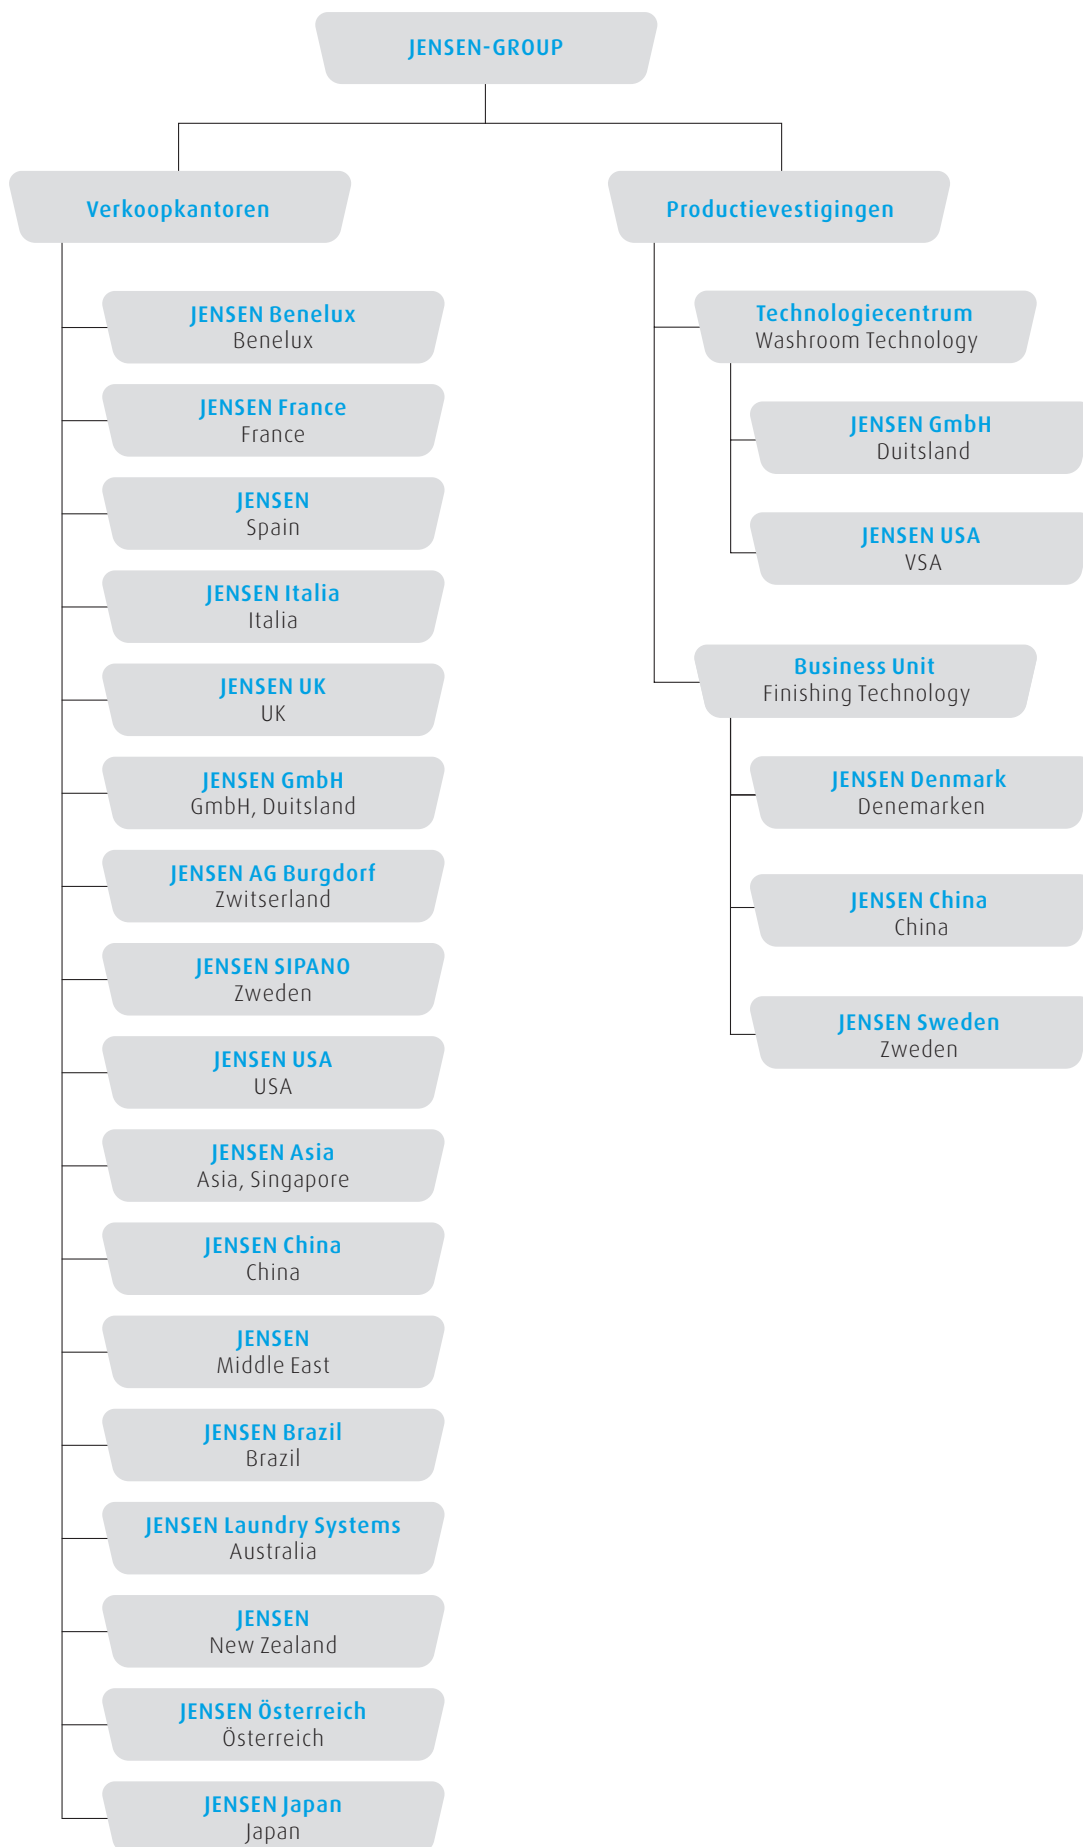 JENSEN-GROUP
Verkoopkantoren
JENSEN Benelux
Benelux
JENSEN France
France
JENSEN
Spain
JENSEN Italia
Italia
JENSEN UK
UK
JENSEN GmbH
GmbH, Duitsland
JENSEN AG Burgdorf
Zwitserland
JENSEN SIPANO
Zweden
JENSEN USA
USA
JENSEN Asia
Asia, Singapore
JENSEN China
China
JENSEN
Middle East
JENSEN Brazil
Brazil
JENSEN Laundry Systems
Australia
JENSEN
New Zealand
JENSEN Österreich
Österreich
JENSEN Japan
Japan
Productievestigingen
Technologiecentrum
Washroom Technology
JENSEN GmbH
Duitsland
JENSEN USA
VSA
Business Unit
Finishing Technology
JENSEN Denmark
Denemarken
JENSEN China
China
JENSEN Sweden
Zweden